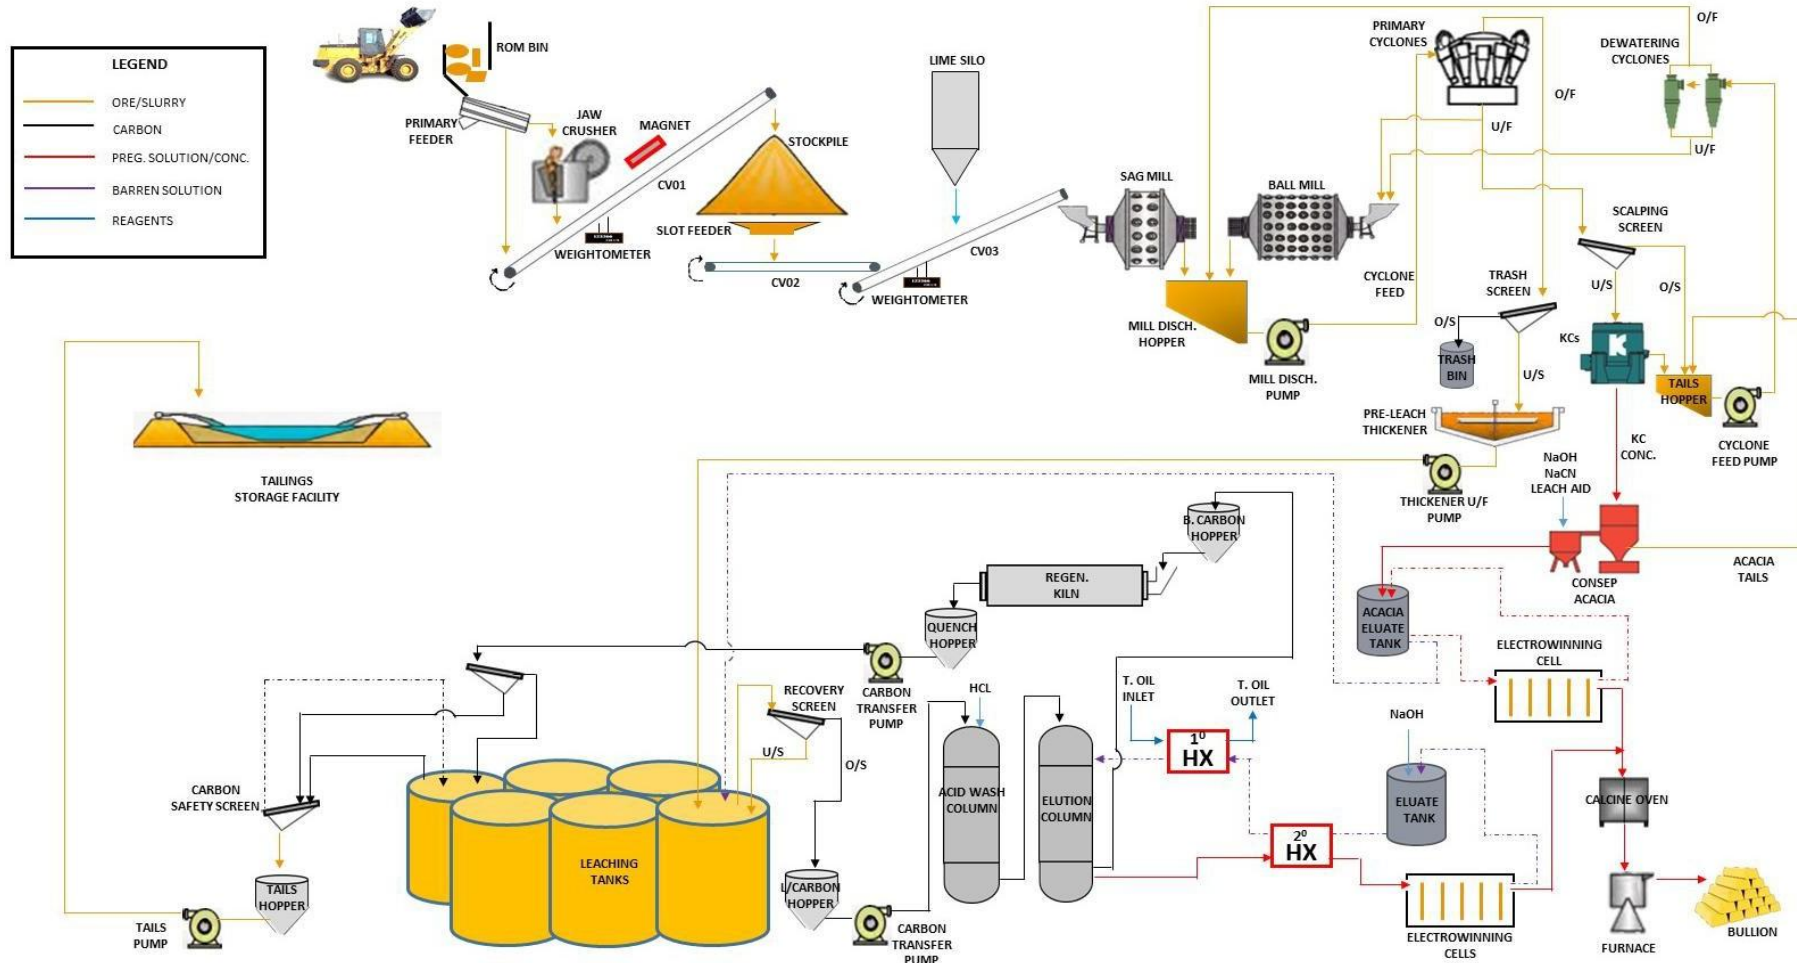 LEGEND
ORE/SLURRY
CARBON
PREG. SOLUTION/CONC.
BARREN SOLUTION
REAGENTS
ROM BIN
PRIMARY
FEEDER
JAW
CRUSHER
MAGNET
CV01
WEIGHTOMETER
STOCKPILE
SLOT FEEDER
CV02
LIME SILO
CV03
WEIGHTOMETER
SAG MILL
BALL MILL
MILL DISCH.
HOPPER
MILL DISCH.
PUMP
CYCLONE
FEED
PRIMARY
CYCLONES
O/F
U/F
O/F
DEWATERING
CYCLONES
U/F
SCALPING
SCREEN
U/S
O/S
TRASH
SCREEN
O/S
TRASH
BIN
U/S
KCs
K
TAILS
HOPPER
CYCLONE
FEED PUMP
PRE-LEACH
THICKENER
THICKENER U/F
PUMP
KC
CONC.
NaOH
NaCN
LEACH AID
CONSEP
ACACIA
ACACIA
TAILS
ACACIA
ELUATE
TANK
ELECTROWINNING
CELL
TAILINGS
STORAGE FACILITY
B. CARBON
HOPPER
REGEN.
KILN
QUENCH
HOPPER
CARBON
TRANSFER
PUMP
RECOVERY
SCREEN
U/S
O/S
HCL
T. OIL
INLET
T. OIL
OUTLET
1⁰
HX
NaOH
ELUATE
TANK
2⁰
HX
CARBON
SAFETY SCREEN
LEACHING
TANKS
ACID WASH
COLUMN
ELUTION
COLUMN
L/CARBON
HOPPER
CARBON
TRANSFER
PUMP
TAILS
HOPPER
TAILS
PUMP
ELECTROWINNING
CELLS
CALCINE OVEN
FURNACE
BULLION